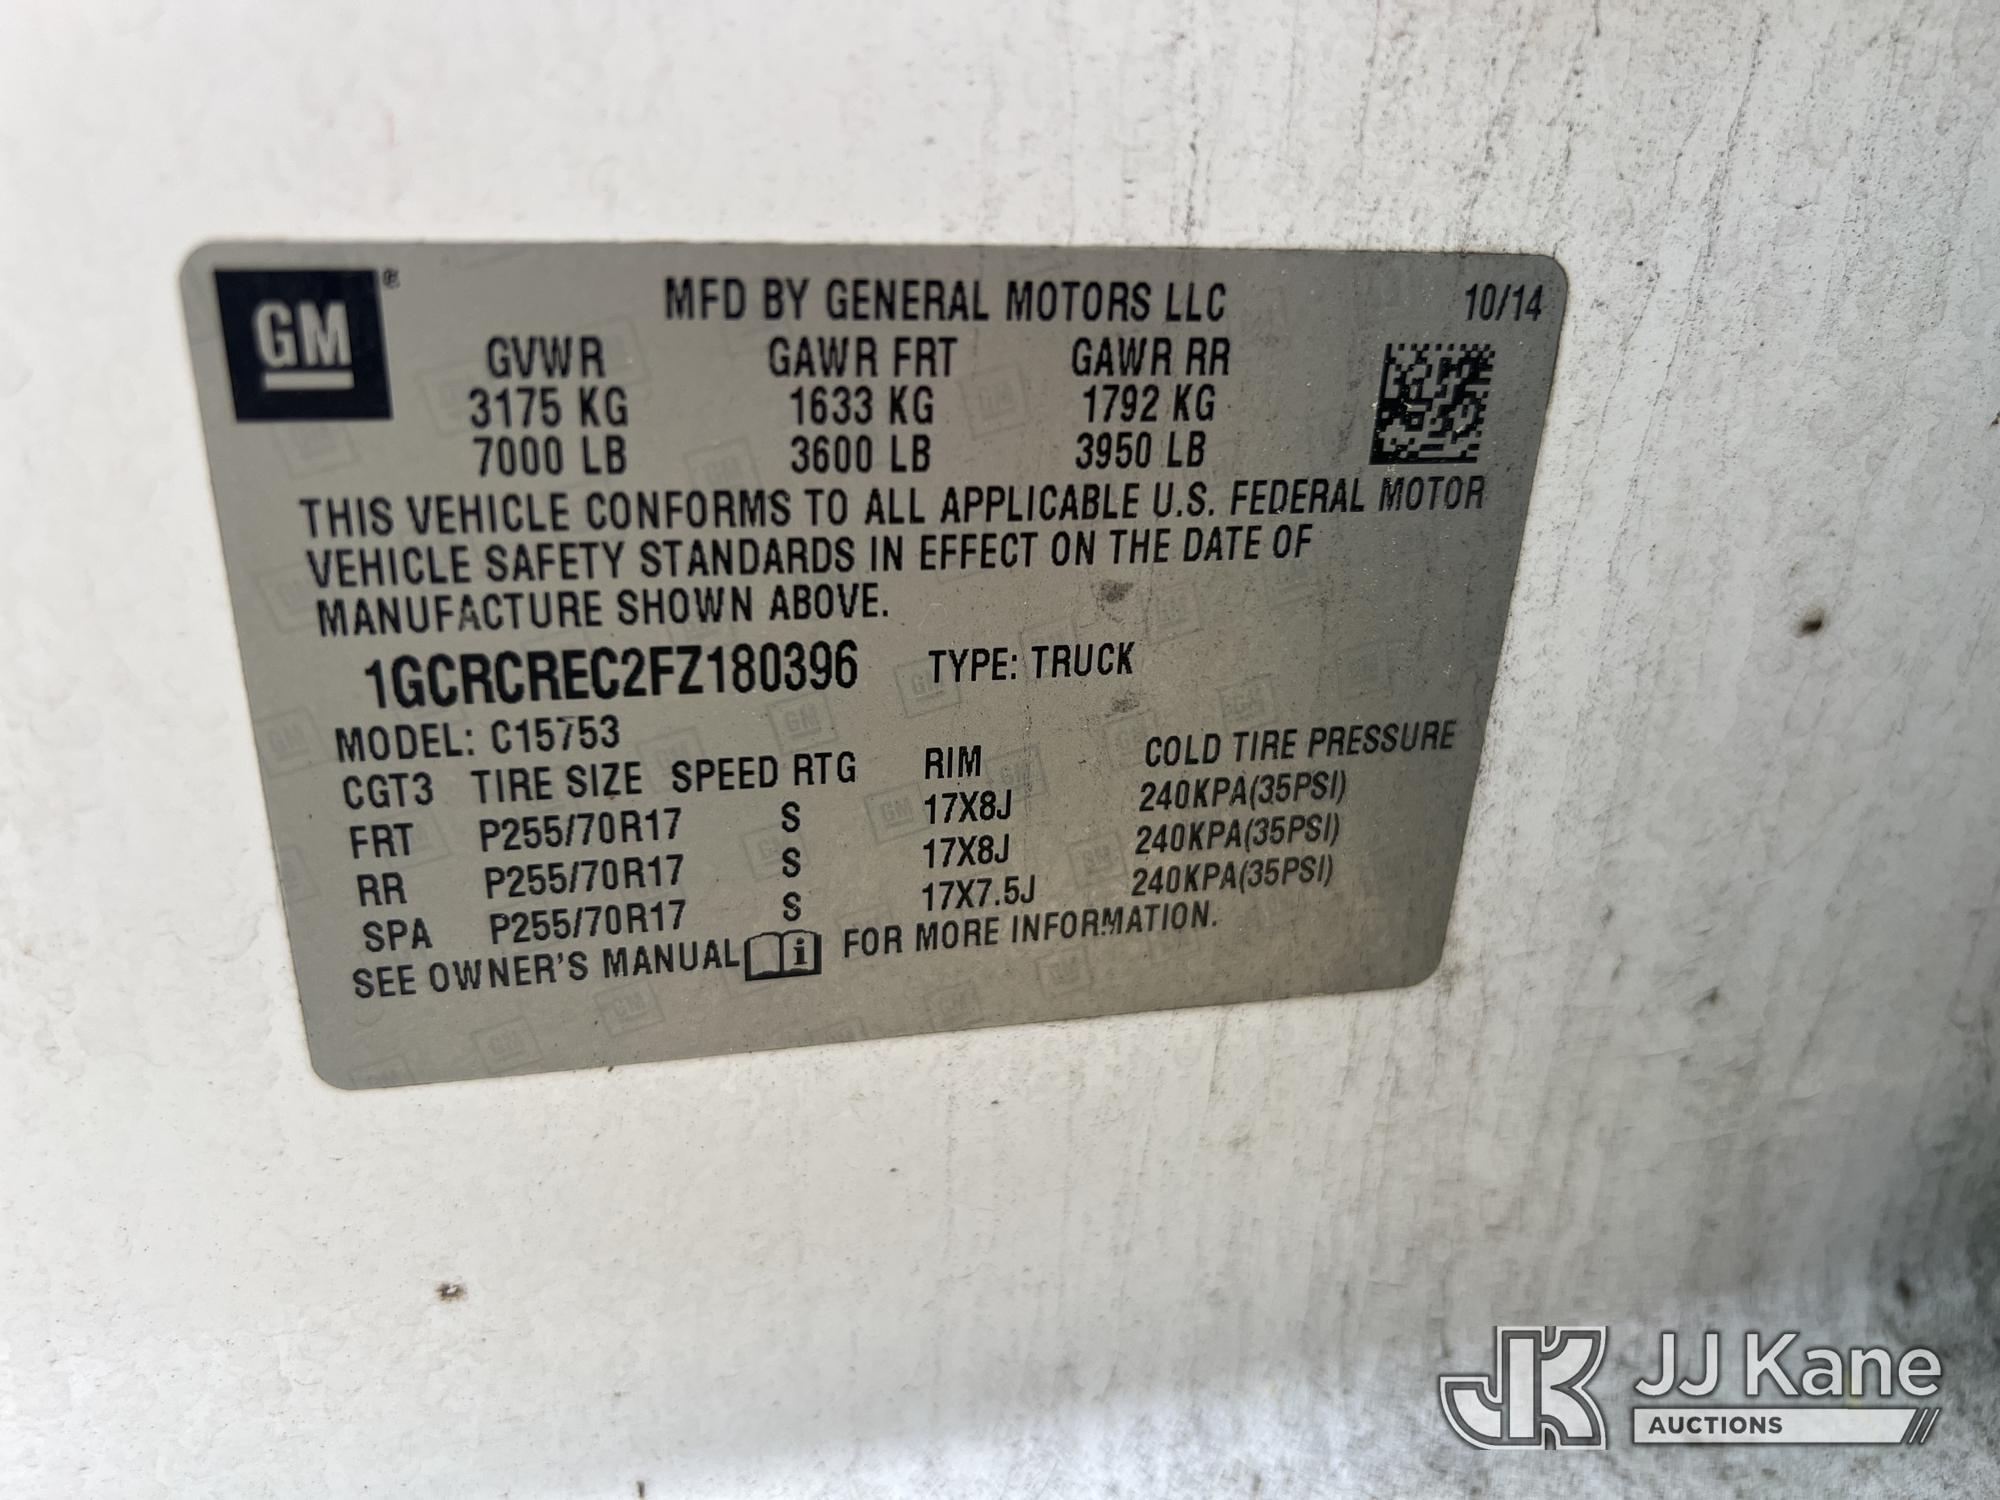 GM
MFD BY GENERAL MOTORS LLC 10/14
GVWR GAWR FRT GAWR RR
3175 KG 1633 KG 1792 KG
7000 LB 3600 LB 3950 LB
THIS VEHICLE CONFORMS TO ALL APPLICABLE U.S. FEDERAL MOTOR
VEHICLE SAFETY STANDARDS IN EFFECT ON THE DATE OF
MANUFACTURE SHOWN ABOVE.
1GCRCREC2FZ180396 TYPE: TRUCK
MODEL: C15753
CGT3 TIRE SIZE SPEED RTG RIM COLD TIRE PRESSURE
FRT P255/70R17 S 17X8J 240KPA(35PSI)
RR P255/70R17 S 17X8J 240KPA(35PSI)
SPA P255/70R17 S 17X7.5J 240KPA(35PSI)
SEE OWNER'S MANUAL i FOR MORE INFORMATION.
JK JJ Kane
AUCTIONS